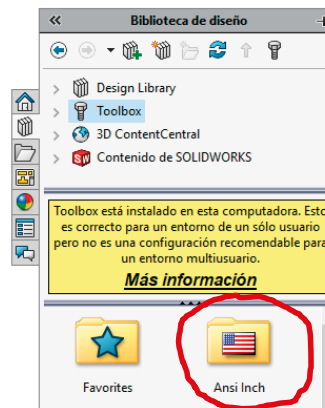 Biblioteca de diseño
Design Library
Toolbox
3D ContentCentral
Contenido de SOLIDWORKS
Toolbox está instalado en esta computadora. Esto
es correcto para un entorno de un sólo usuario
pero no es una configuración recomendable para
un entorno multiusuario.
Más información
Favorites
Ansi Inch